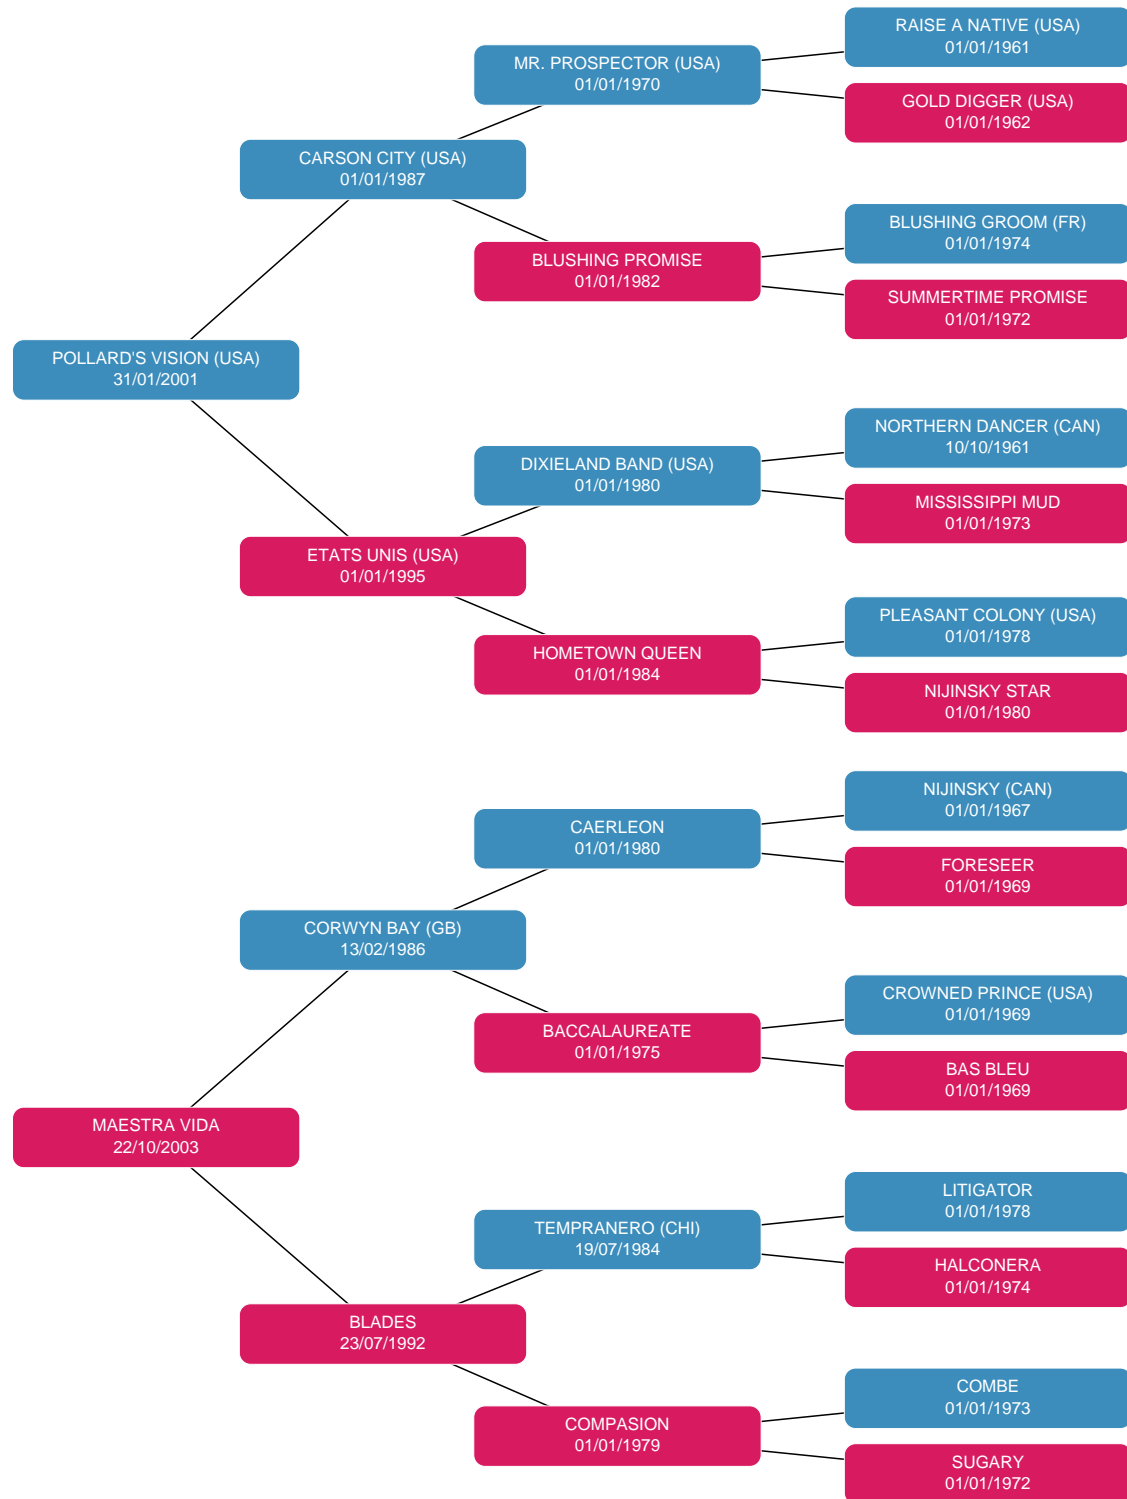 RAISE A NATIVE (USA)
01/01/1961
MR. PROSPECTOR (USA)
01/01/1970
GOLD DIGGER (USA)
01/01/1962
CARSON CITY (USA)
01/01/1987
BLUSHING GROOM (FR)
01/01/1974
BLUSHING PROMISE
01/01/1982
SUMMERTIME PROMISE
01/01/1972
POLLARD'S VISION (USA)
31/01/2001
NORTHERN DANCER (CAN)
10/10/1961
DIXIELAND BAND (USA)
01/01/1980
MISSISSIPPI MUD
01/01/1973
ETATS UNIS (USA)
01/01/1995
PLEASANT COLONY (USA)
01/01/1978
HOMETOWN QUEEN
01/01/1984
NIJINSKY STAR
01/01/1980
NIJINSKY (CAN)
01/01/1967
CAERLEON
01/01/1980
FORESEER
01/01/1969
CORWYN BAY (GB)
13/02/1986
CROWNED PRINCE (USA)
01/01/1969
BACCALAUREATE
01/01/1975
BAS BLEU
01/01/1969
MAESTRA VIDA
22/10/2003
LITIGATOR
01/01/1978
TEMPRANERO (CHI)
19/07/1984
HALCONERA
01/01/1974
BLADES
23/07/1992
COMBE
01/01/1973
COMPASION
01/01/1979
SUGARY
01/01/1972